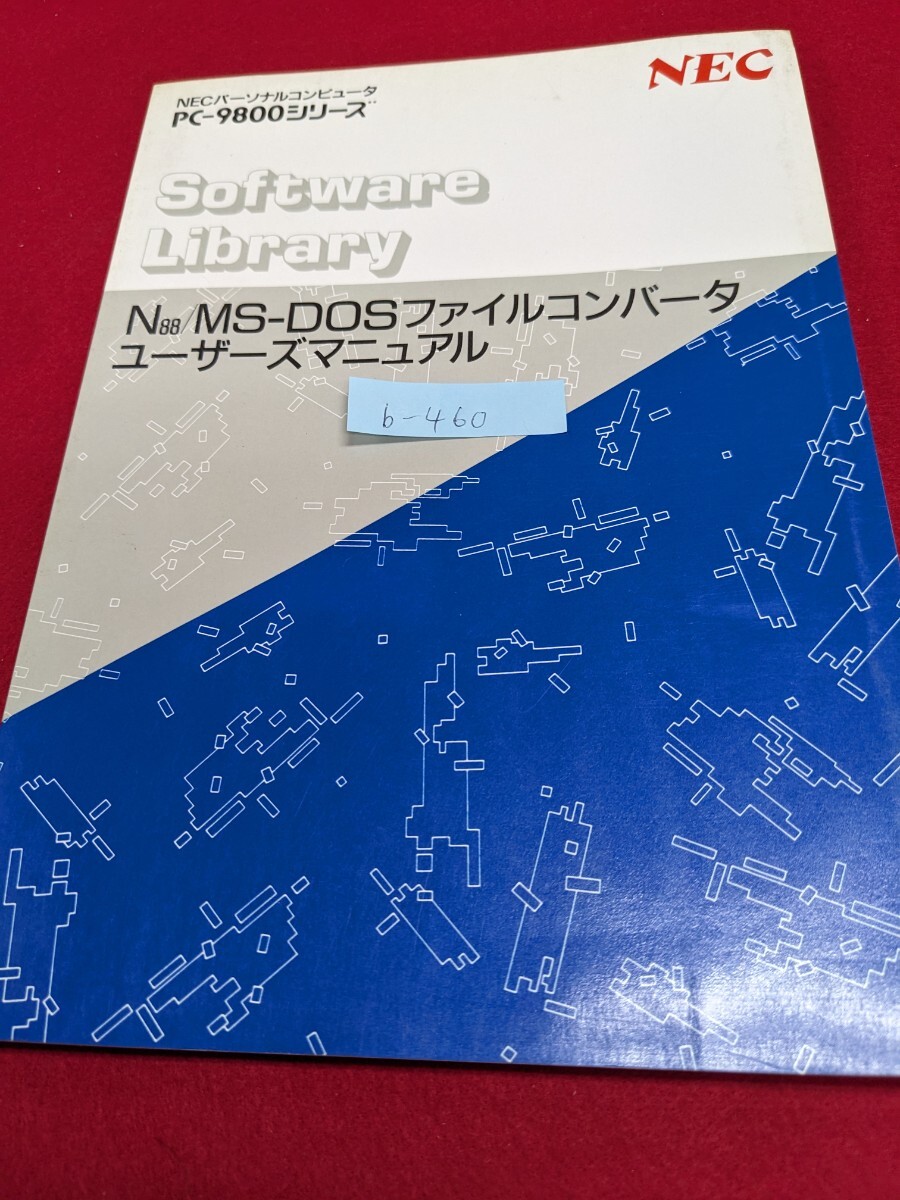 NECパーソナルコンピュータ
PC-9800シリーズ
NEC
Software
Library
N88/MS-DOSファイルコンバータ
ユーザーズマニュアル
b-460